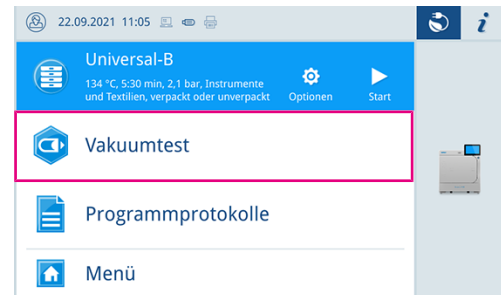 22.09.2021 11:05
i
Universal-B
134 °C, 5:30 min, 2,1 bar, Instrumente
und Textilien, verpackt oder unverpackt
Optionen
Start
Vakuumtest
Programmprotokolle
Menü